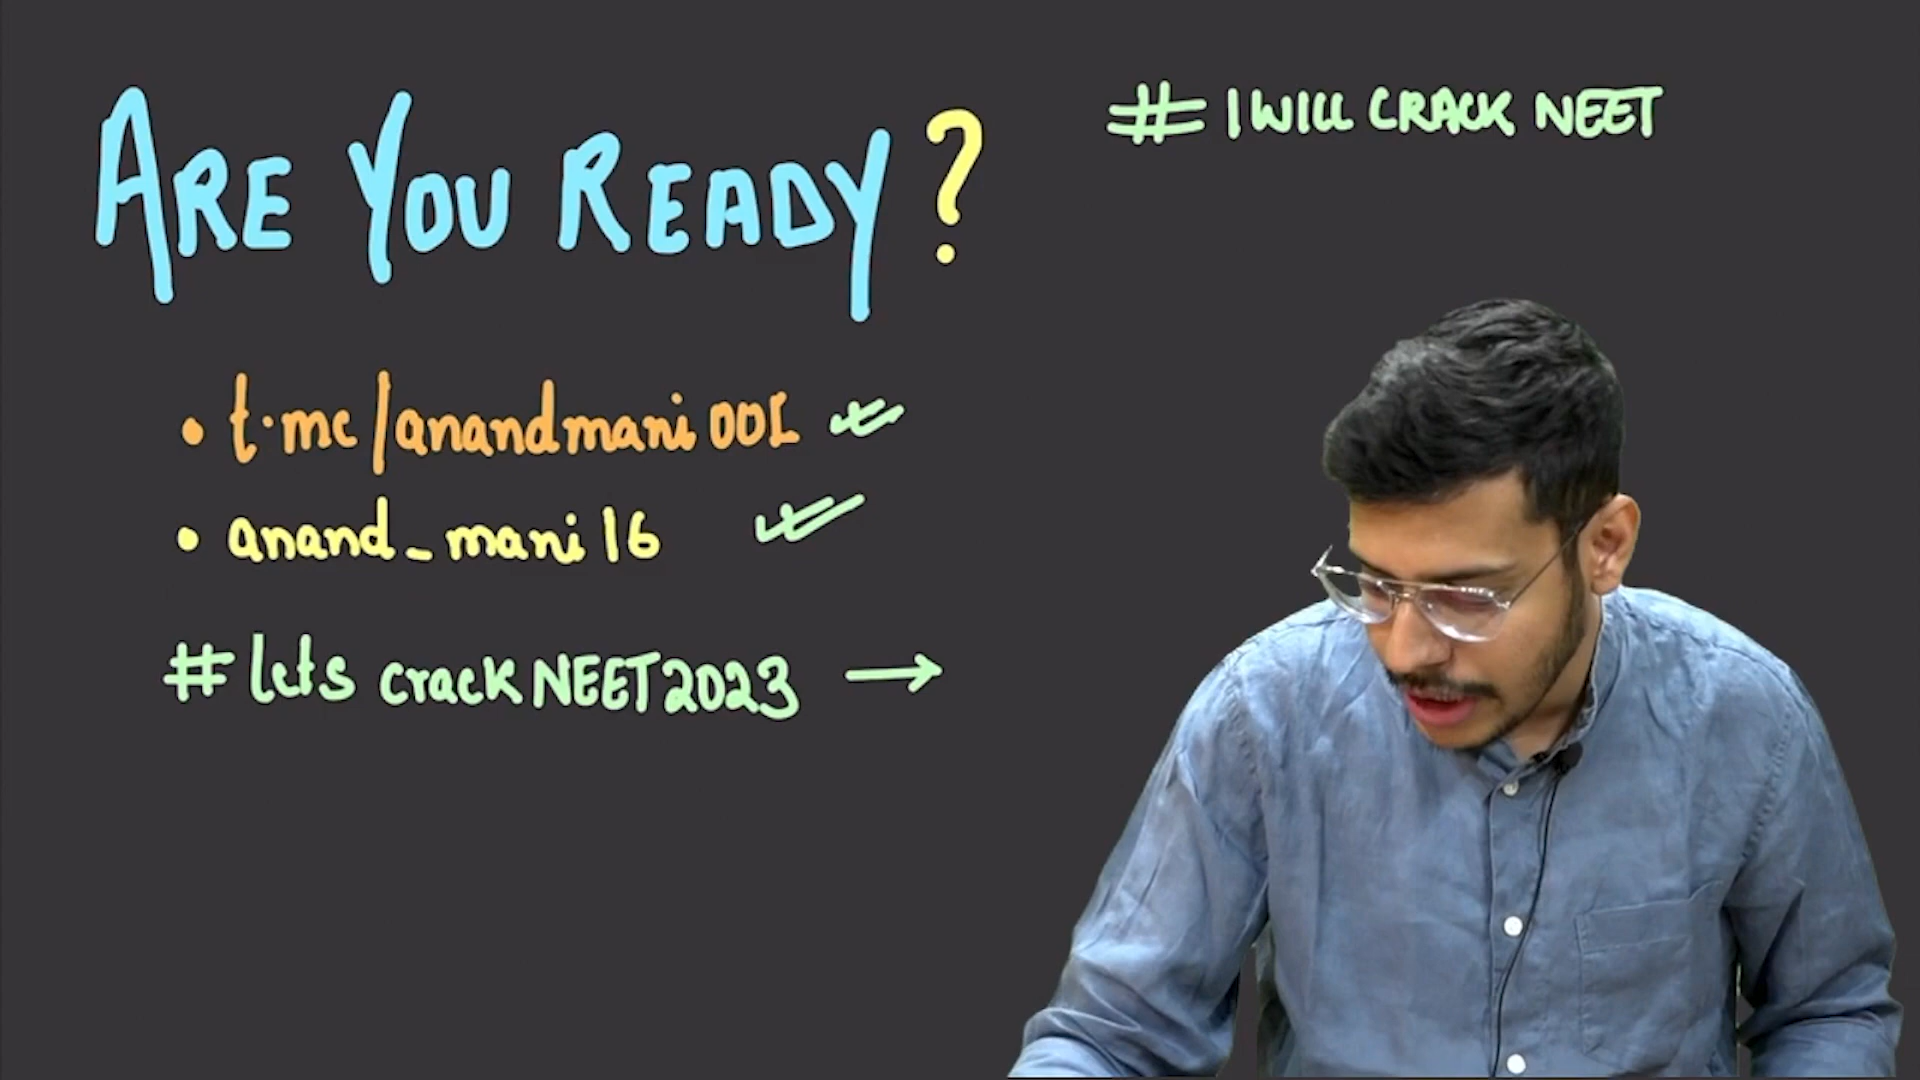 ARE YOU READY?
# I WILL CRACK NEET
• t.me/anandmani001
• anand_mani16
#lets crack NEET2023 →